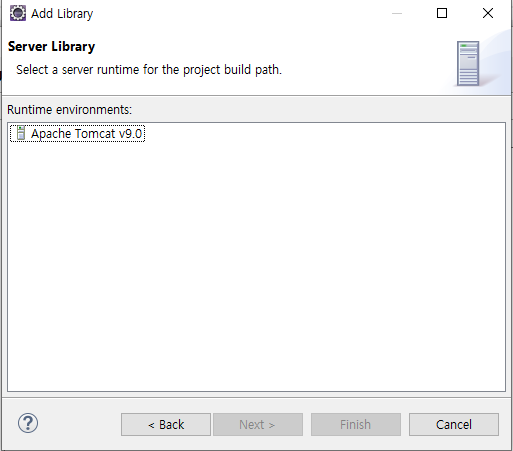 Add Library
Server Library
Select a server runtime for the project build path.
Runtime environments:
Apache Tomcat v9.0
?
< Back
Next >
Finish
Cancel